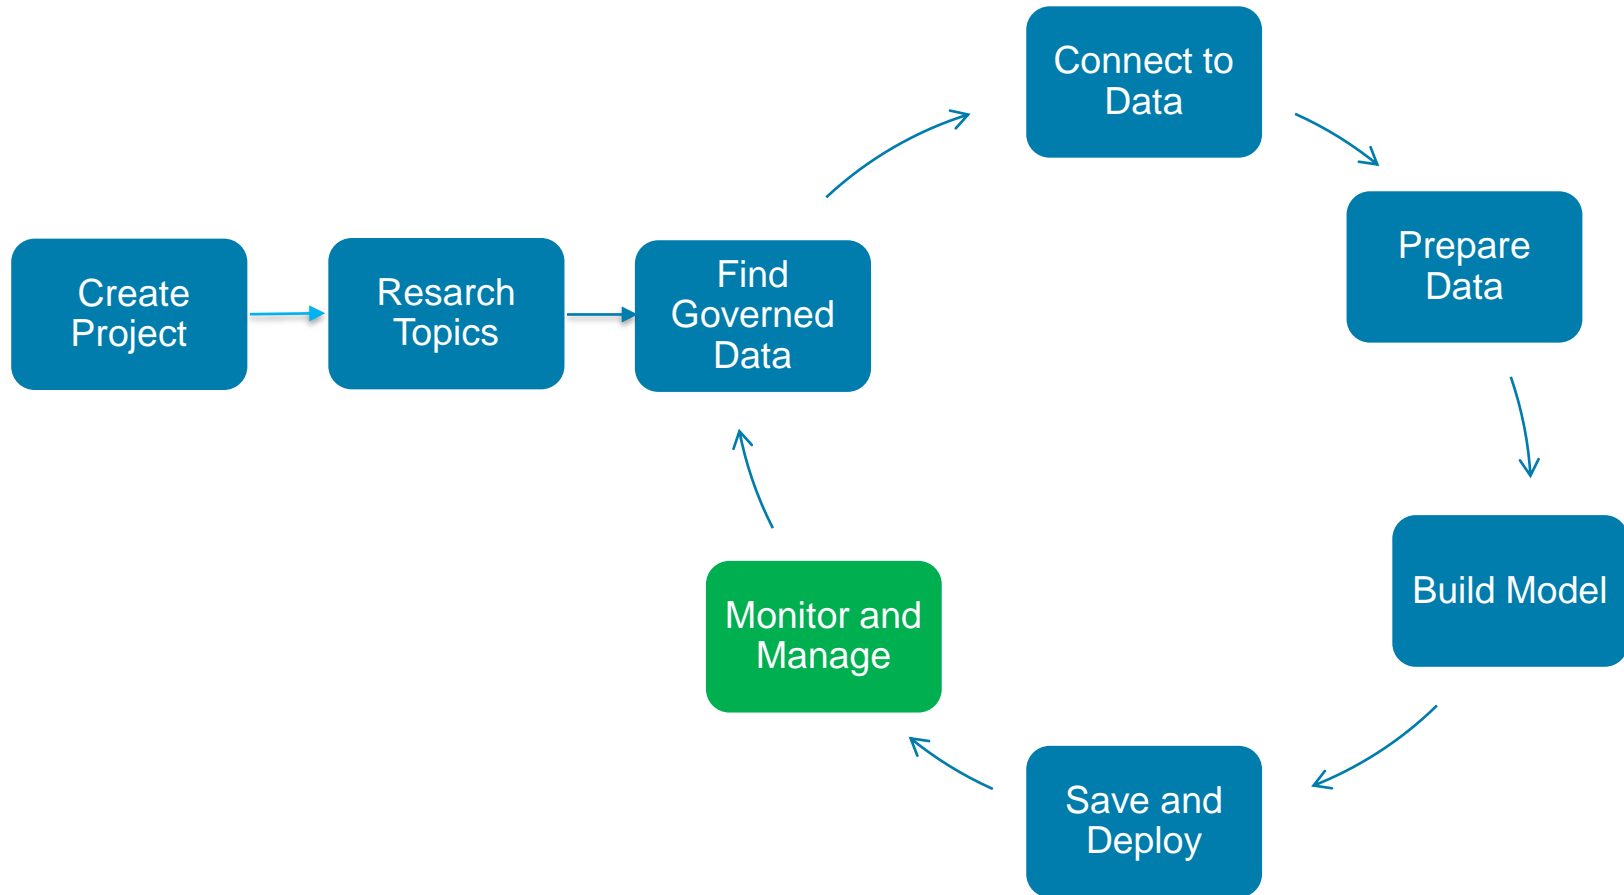 Create
Project
Resarch
Topics
Find
Governed
Data
Connect to
Data
Prepare
Data
Build Model
Save and
Deploy
Monitor and
Manage